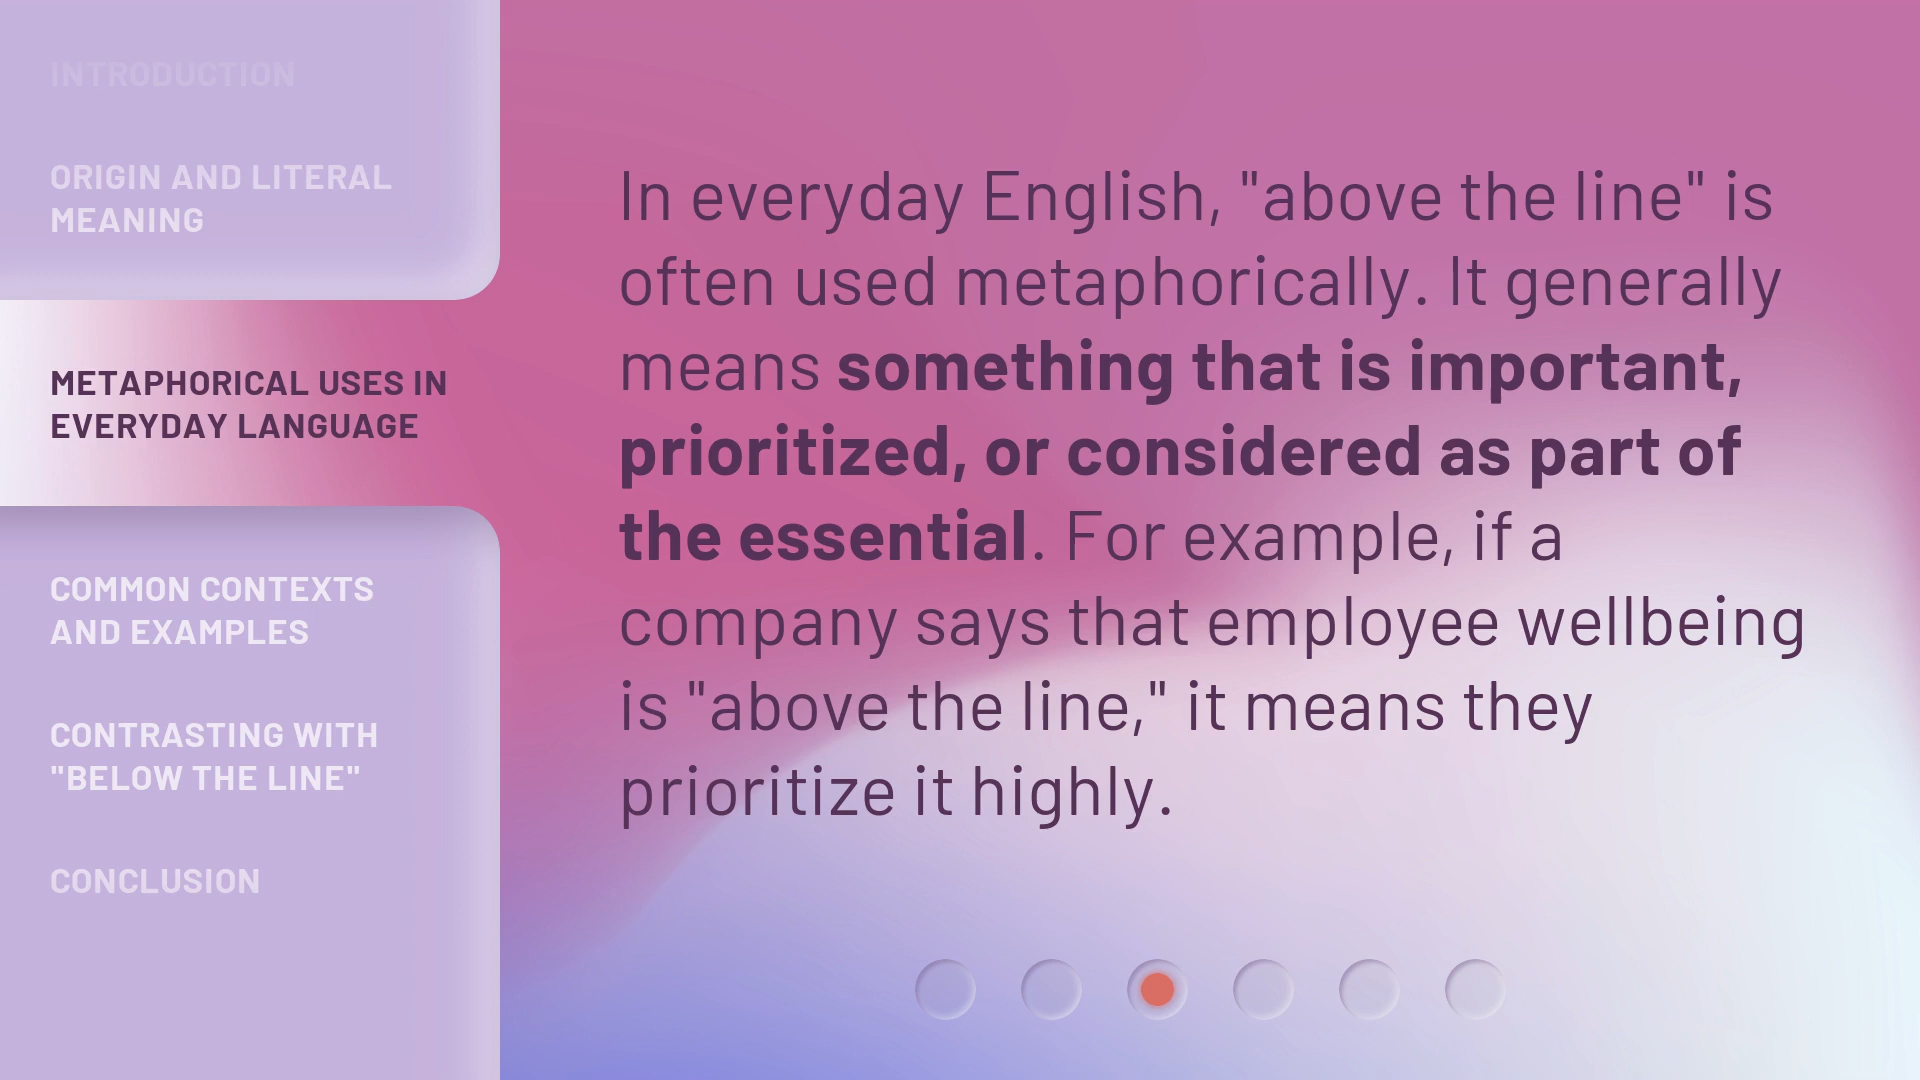 INTRODUCTION
ORIGIN AND LITERAL
MEANING
METAPHORICAL USES IN
EVERYDAY LANGUAGE
COMMON CONTEXTS
AND EXAMPLES
CONTRASTING WITH
"BELOW THE LINE"
CONCLUSION
In everyday English, "above the line" is
often used metaphorically. It generally
means something that is important,
prioritized, or considered as part of
the essential. For example, if a
company says that employee wellbeing
is "above the line," it means they
prioritize it highly.